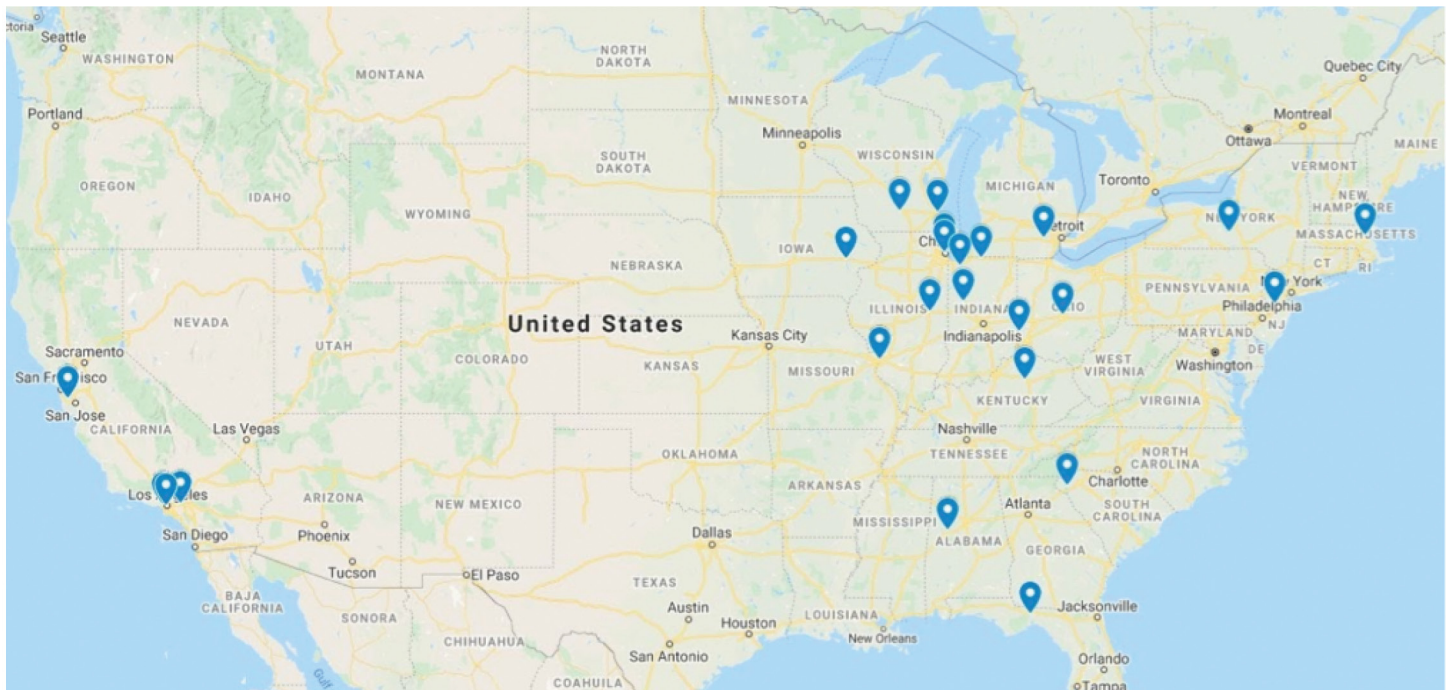 ctoria
Seattle
WASHINGTON
MONTANA
NORTH
DAKOTA
MINNESOTA
Quebec City
Portland
Minneapolis
Montreal
Ottawa
MAINE
WISCONSIN
VERMONT
SOUTH
DAKOTA
OREGON
IDAHO
WYOMING
MICHIGAN
Toronto
NEW
HAMPSHIRE
NEW YORK
MASSACHUSETTS
etroit
Ch
IOWA
NEBRASKA
CT
RI
PENNSYLVANIA
York
Philadelphia
NJ
ILLINOIS
INDIANA
OHIO
Indianapolis
NEVADA
United States
UTAH
COLORADO
Kansas City
KANSAS
MISSOURI
MARYLAND
DE
Washington
WEST
VIRGINIA
VIRGINIA
KENTUCKY
Sacramento
San Francisco
San Jose
CALIFORNIA
Las Vegas
Nashville
TENNESSEE
NORTH
CAROLINA
Charlotte
OKLAHOMA
ARKANSAS
Los Angeles
ARIZONA
NEW MEXICO
Atlanta
SOUTH
CAROLINA
MISSISSIPPI
ALABAMA
GEORGIA
San Diego
Phoenix
Dallas
Tucson
El Paso
TEXAS
BAJA
CALIFORNIA
SONORA
CHIHUAHUA
Austin
Houston
San Antonio
LOUISIANA
New Orleans
Jacksonville
Orlando
Tampa
COAHUILA
Gulf